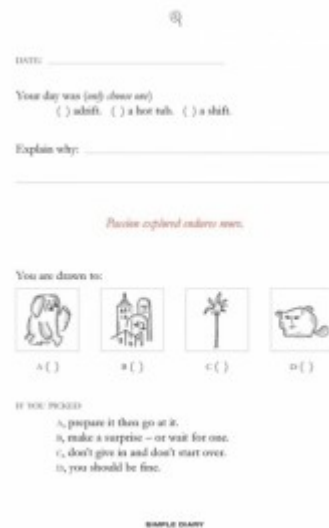 DATE:
Your day was (only choose one)
( ) adrift. ( ) a hot tub. ( ) a shift.
Explain why:
Passion explored endures
You are drawn to:
A ( ) B ( ) C ( ) D ( )
IF YOU PICKED
A, prepare it then go at it.
B, make a surprise – or wait for one.
C, don't give in and don't start over.
D, you should be fine.
SIMPLE DIARY